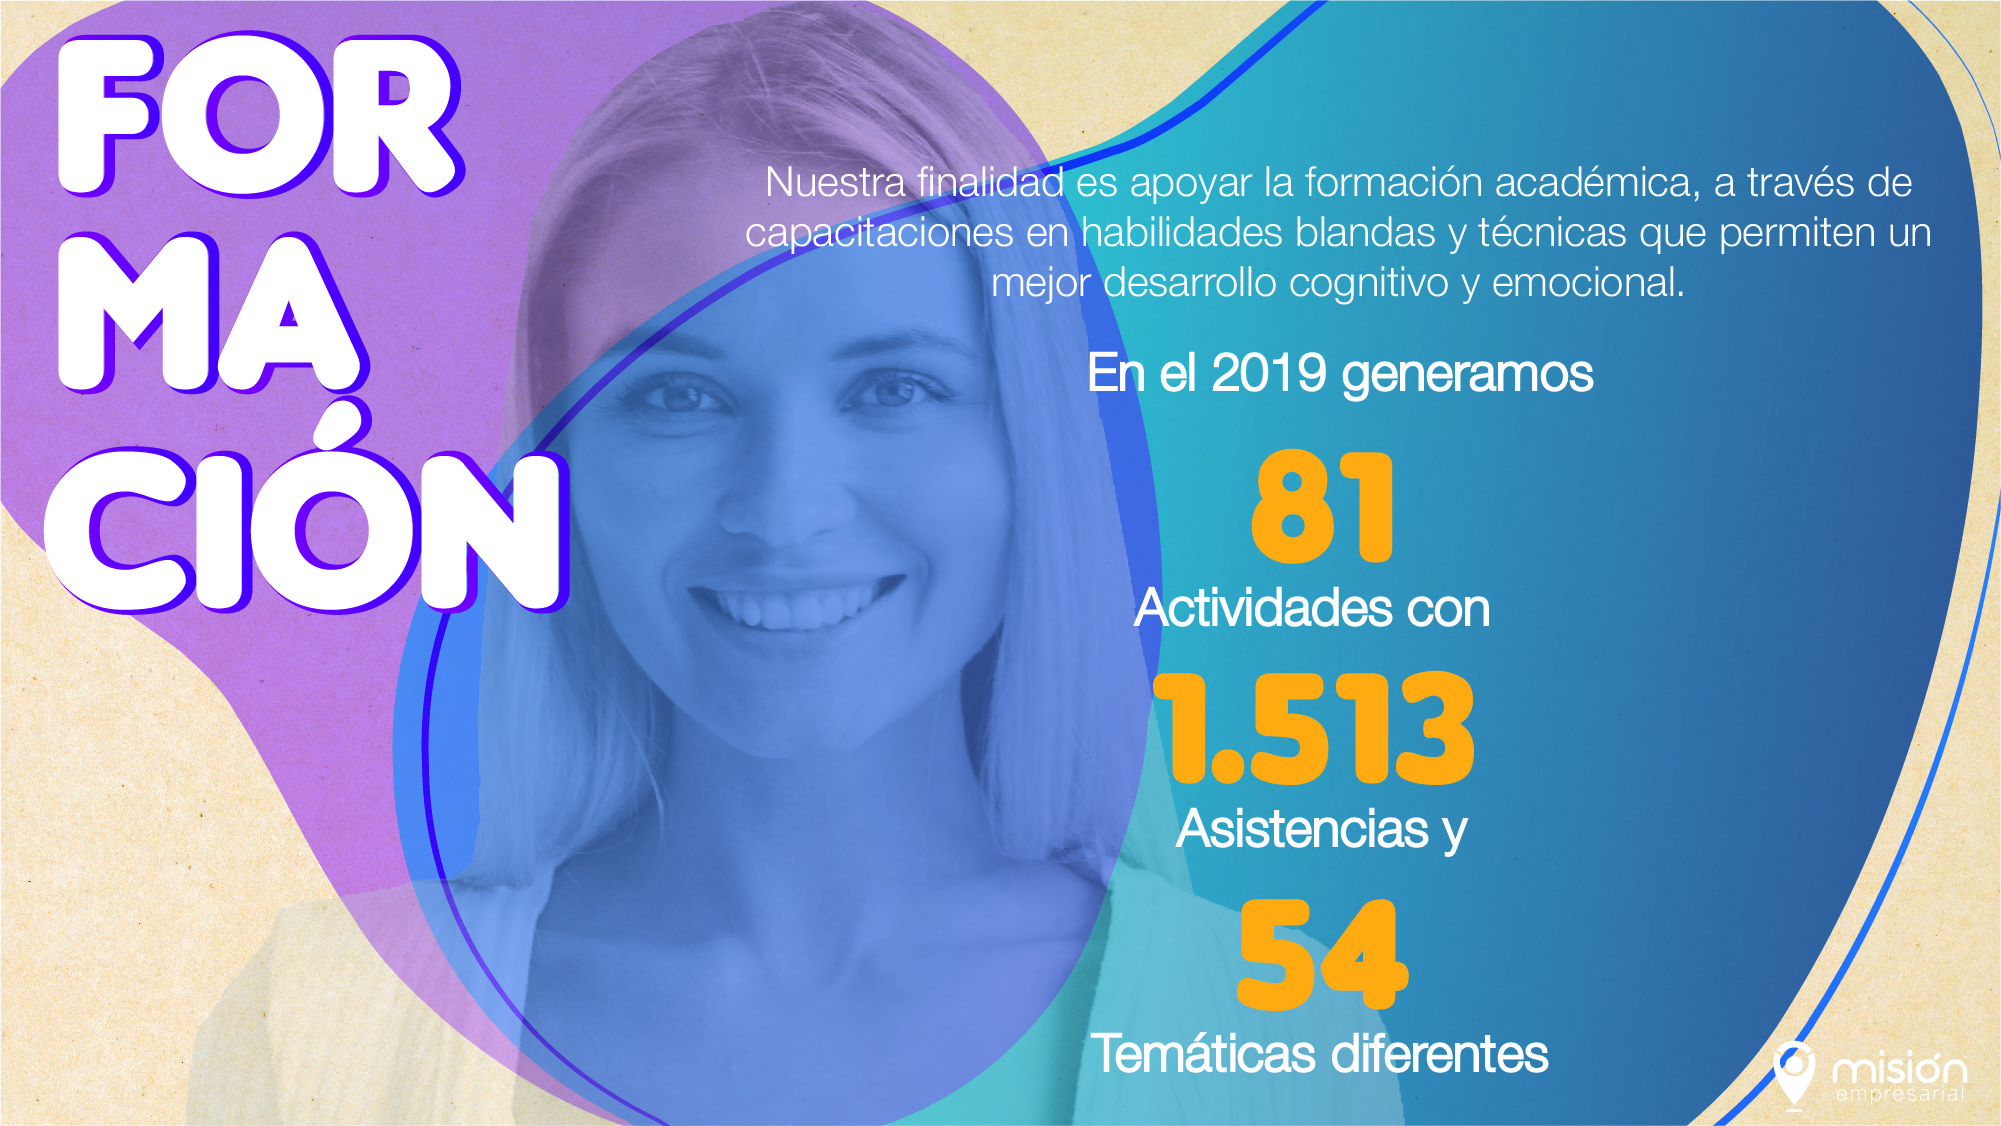 FOR
MA
CIÓN
Nuestra finalidad es apoyar la formación académica, a través de
capacitaciones en habilidades blandas y técnicas que permiten un
mejor desarrollo cognitivo y emocional.
En el 2019 generamos
81
Actividades con
1.513
Asistencias y
54
Temáticas diferentes
misión
empresarial